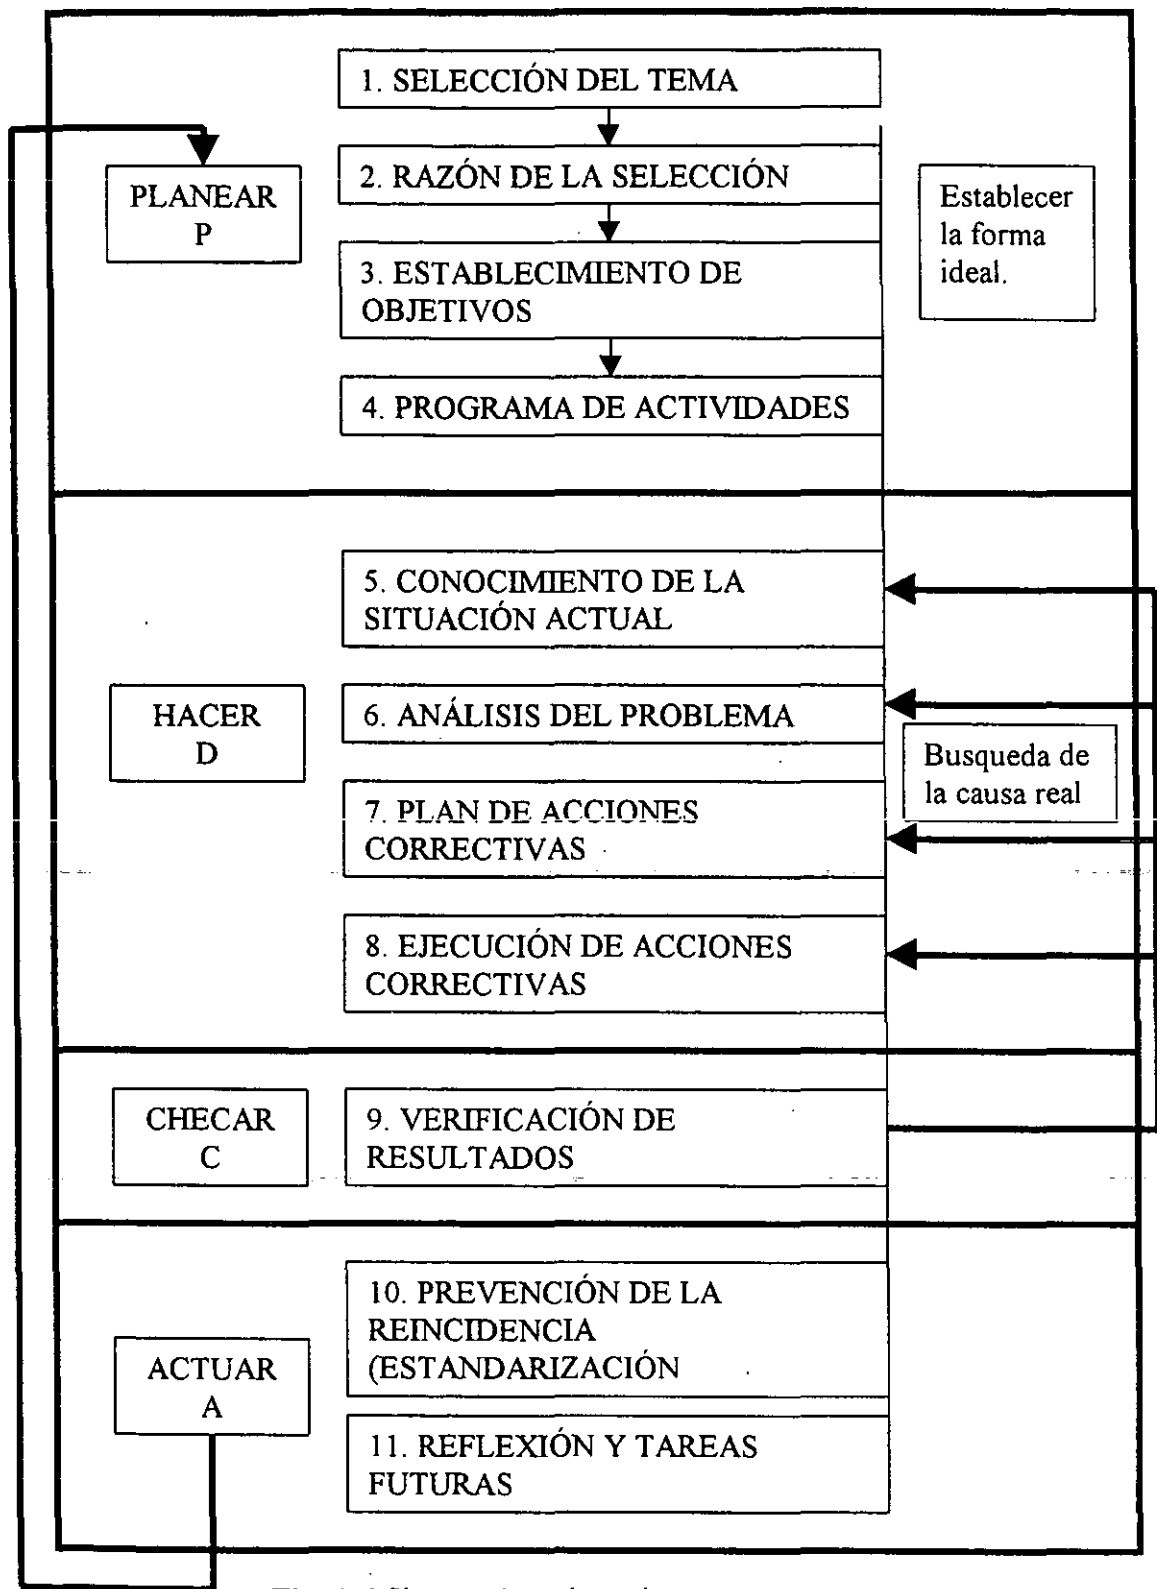 1. SELECCIÓN DEL TEMA
PLANEAR
P
2. RAZÓN DE LA SELECCIÓN
Establecer
la forma
ideal.
3. ESTABLECIMIENTO DE
OBJETIVOS
4. PROGRAMA DE ACTIVIDADES
5. CONOCIMIENTO DE LA
SITUACIÓN ACTUAL
HACER
D
6. ANÁLISIS DEL PROBLEMA
Busqueda de
la causa real
7. PLAN DE ACCIONES
CORRECTIVAS
8. EJECUCIÓN DE ACCIONES
CORRECTIVAS
CHECAR
C
9. VERIFICACIÓN DE
RESULTADOS
10. PREVENCIÓN DE LA
REINCIDENCIA
(ESTANDARIZACIÓN
ACTUAR
A
11. REFLEXIÓN Y TAREAS
FUTURAS